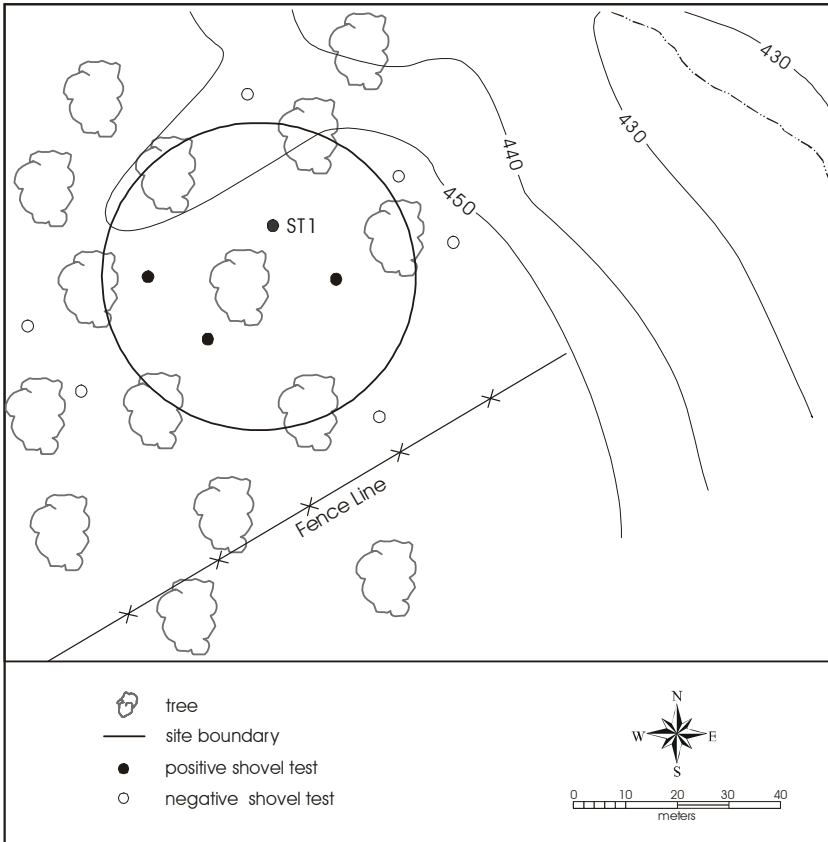 430
430
440
450
ST1
Fence Line
tree
site boundary
positive shovel test
negative shovel test
N
W E
S
0 10 20 30 40
meters